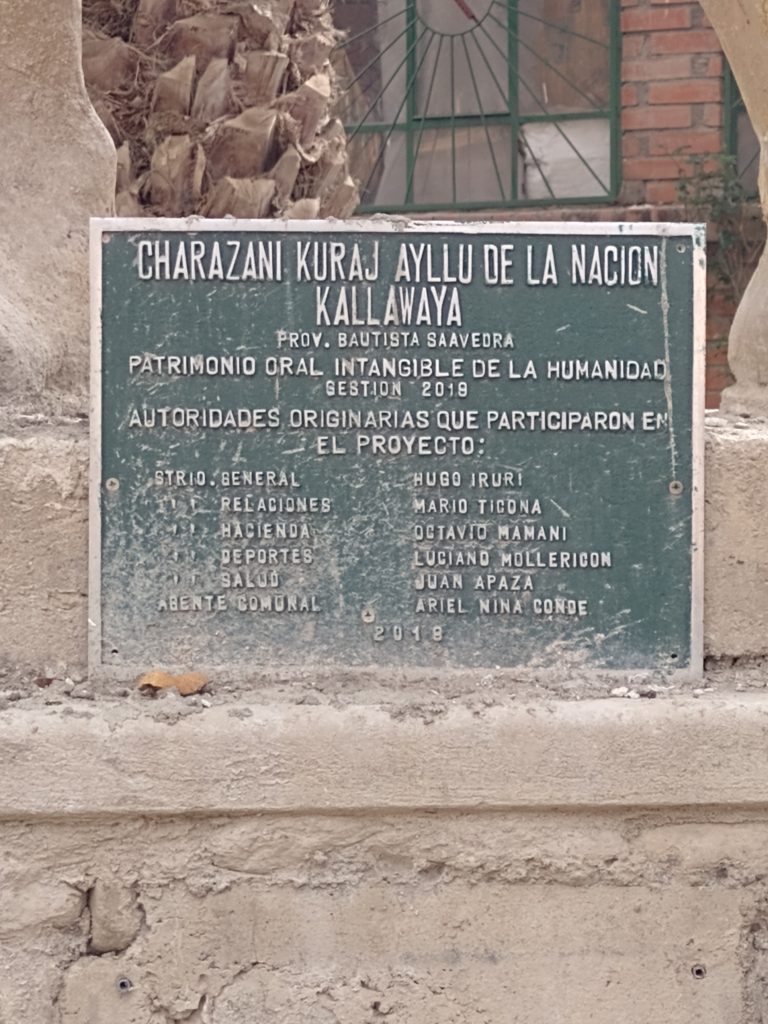 CHARAZANI KURAJ AYLLU DE LA NACION
KALLAWAYA
PROV. BAUTISTA SAAVEDRA
PATRIMONIO ORAL INTANGIBLE DE LA HUMANIDAD
GESTION 2019
AUTORIDADES ORIGINARIAS QUE PARTICIPARON EN
EL PROYECTO:
STRIO. GENERAL HUGO IRURI
" " RELACIONES MARIO TICONA
" " HACIENDA OCTAVIO MAMANI
" " DEPORTES LUCIANO MOLLERICON
" " SALUD JUAN APAZA
AGENTE COMUNAL ARIEL NINA CONDE
2019